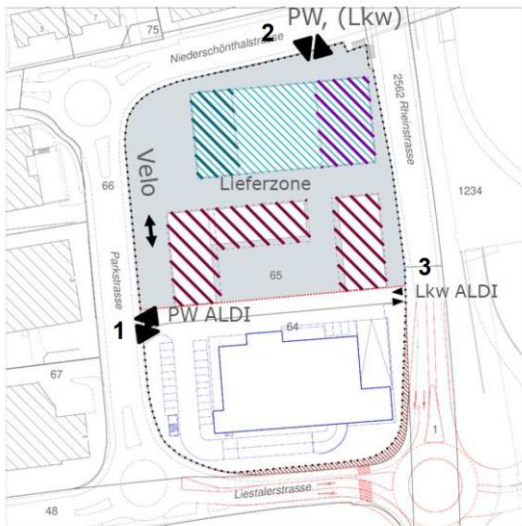 2 PW, (Lkw)
75
Niederschönthalstrasse
2562 Rheinstrasse
66
Velo
Lieferzone
1234
Parkstrasse
65
3
Lkw ALDI
1 PW ALDI
64
67
1
48
Liestalerstrasse